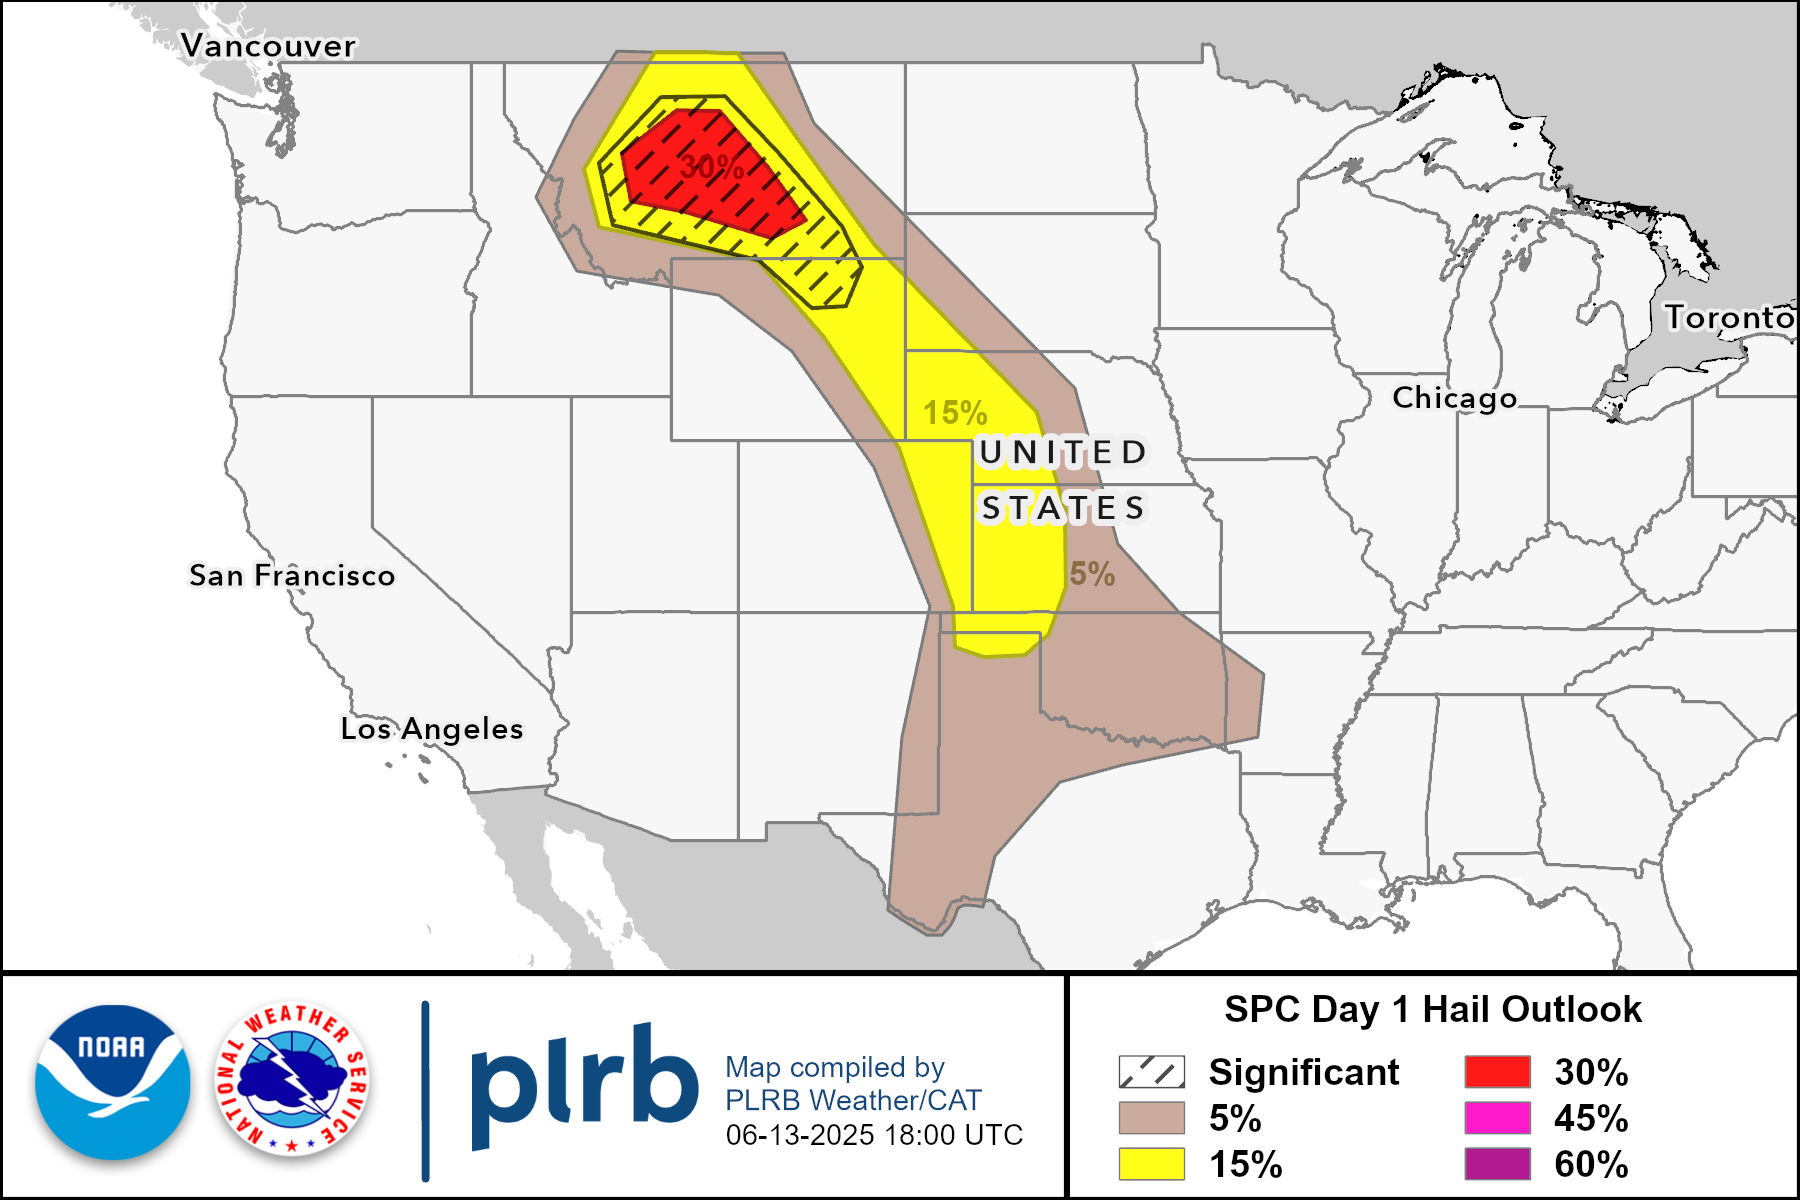 Vancouver
30%
Toronto
Chicago
15%
UNITED
STATES
5%
San Francisco
Los Angeles
NOAA
NATIONAL WEATHER SERVICE
plrb
Map compiled by
PLRB Weather/CAT
06-13-2025 18:00 UTC
SPC Day 1 Hail Outlook
Significant
5%
15%
30%
45%
60%